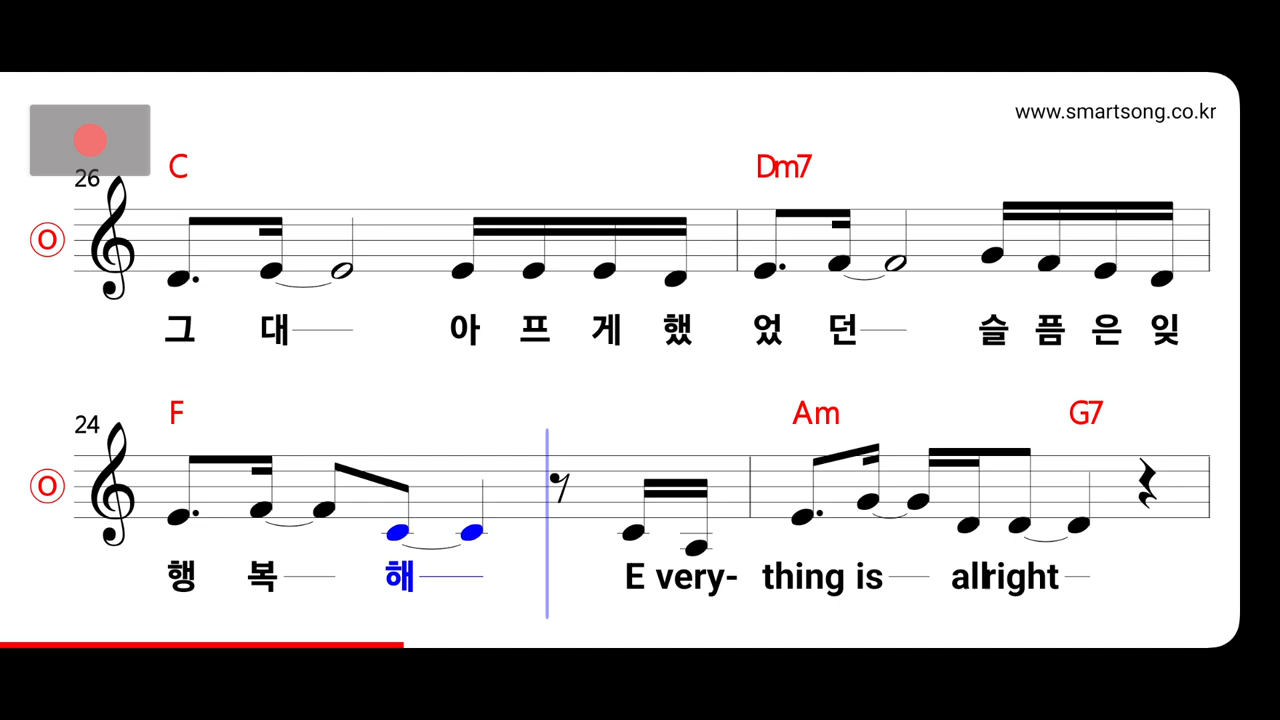 www.smartsong.co.kr
C Dm7
26
O
그 대 아 프 게 했 었 던 슬 픔 은 잊
F Am G7
24
O
행 복 해 E very- thing is allright